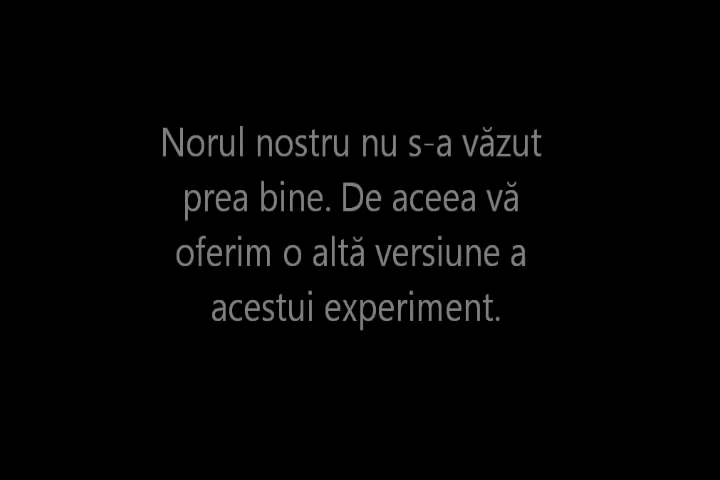 Norul nostru nu s-a văzut
prea bine. De aceea vă
oferim o altă versiune a
acestui experiment.